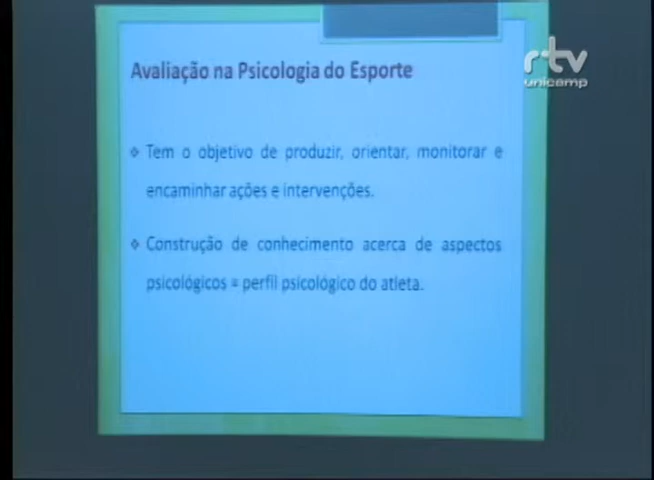 rtv
unicamp
Avaliação na Psicologia do Esporte
❖ Tem o objetivo de produzir, orientar, monitorar e
encaminhar ações e intervenções.
❖ Construção de conhecimento acerca de aspectos
psicológicos = perfil psicológico do atleta.